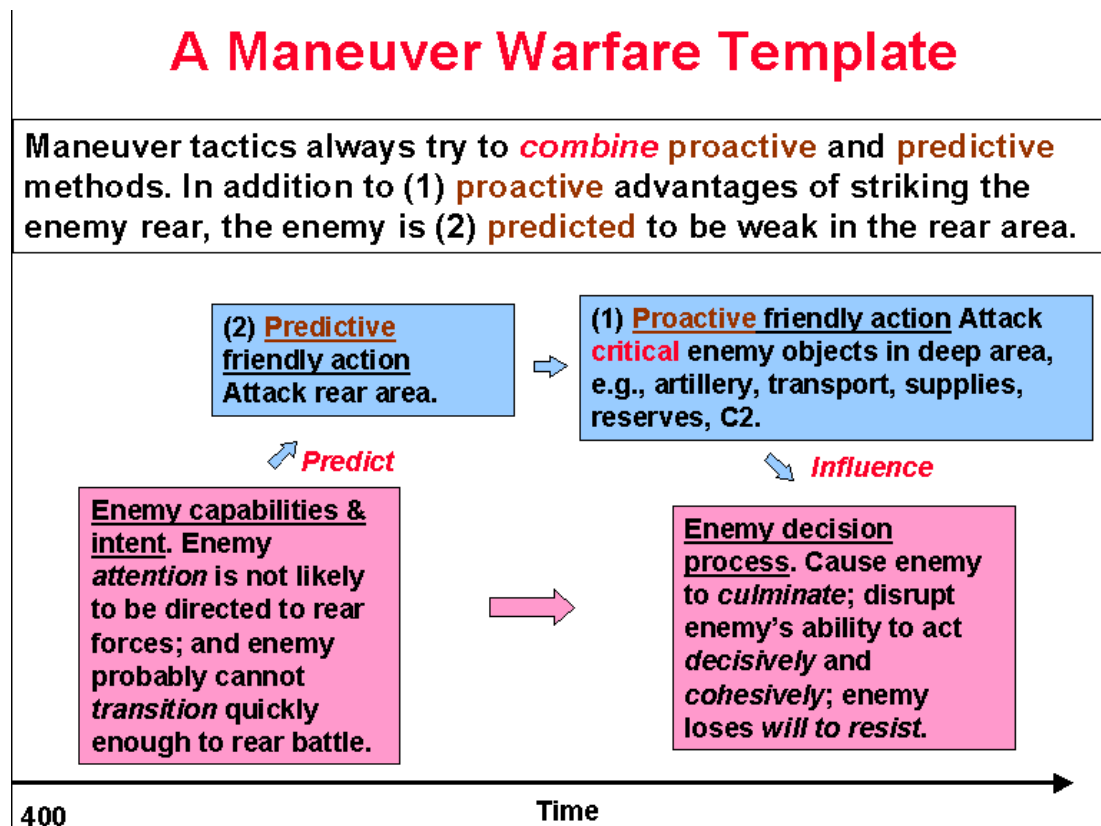 A Maneuver Warfare Template
Maneuver tactics always try to combine proactive and predictive
methods. In addition to (1) proactive advantages of striking the
enemy rear, the enemy is (2) predicted to be weak in the rear area.
(2) Predictive
friendly action
Attack rear area.
(1) Proactive friendly action Attack
critical enemy objects in deep area,
e.g., artillery, transport, supplies,
reserves, C2.
Predict
Influence
Enemy capabilities &
intent. Enemy
attention is not likely
to be directed to rear
forces; and enemy
probably cannot
transition quickly
enough to rear battle.
Enemy decision
process. Cause enemy
to culminate; disrupt
enemy's ability to act
decisively and
cohesively; enemy
loses will to resist.
Time
400